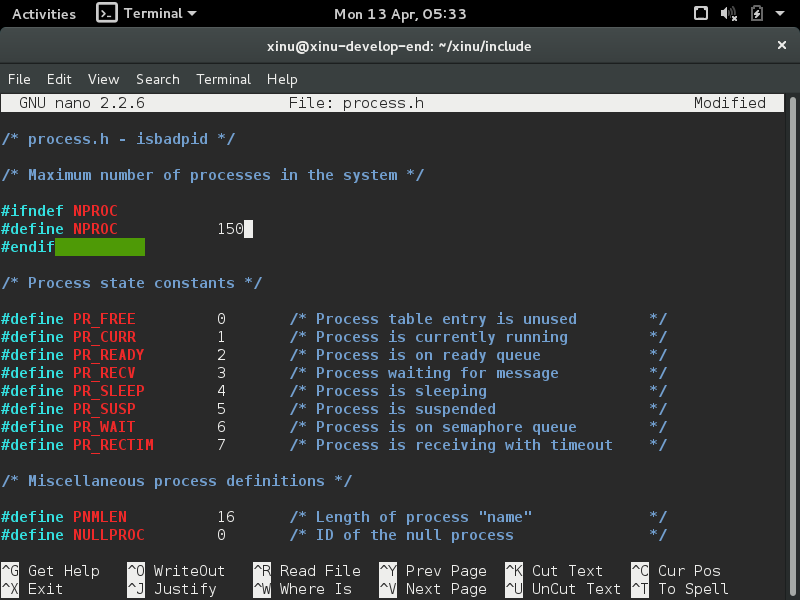 Activities Terminal Mon 13 Apr, 05:33
xinu@xinu-develop-end: ~/xinu/include ×
File Edit View Search Terminal Help
GNU nano 2.2.6 File: process.h Modified
/* process.h - isbadpid */
/* Maximum number of processes in the system */
#ifndef NPROC
#define NPROC 150
#endif
/* Process state constants */
#define PR_FREE 0 /* Process table entry is unused */
#define PR_CURR 1 /* Process is currently running */
#define PR_READY 2 /* Process is on ready queue */
#define PR_RECV 3 /* Process waiting for message */
#define PR_SLEEP 4 /* Process is sleeping */
#define PR_SUSP 5 /* Process is suspended */
#define PR_WAIT 6 /* Process is on semaphore queue */
#define PR_RECTIM 7 /* Process is receiving with timeout */
/* Miscellaneous process definitions */
#define PNMLEN 16 /* Length of process "name" */
#define NULLPROC 0 /* ID of the null process */
^G Get Help ^O WriteOut ^R Read File ^Y Prev Page ^K Cut Text ^C Cur Pos
^X Exit ^J Justify ^W Where Is ^V Next Page ^U UnCut Text ^T To Spell